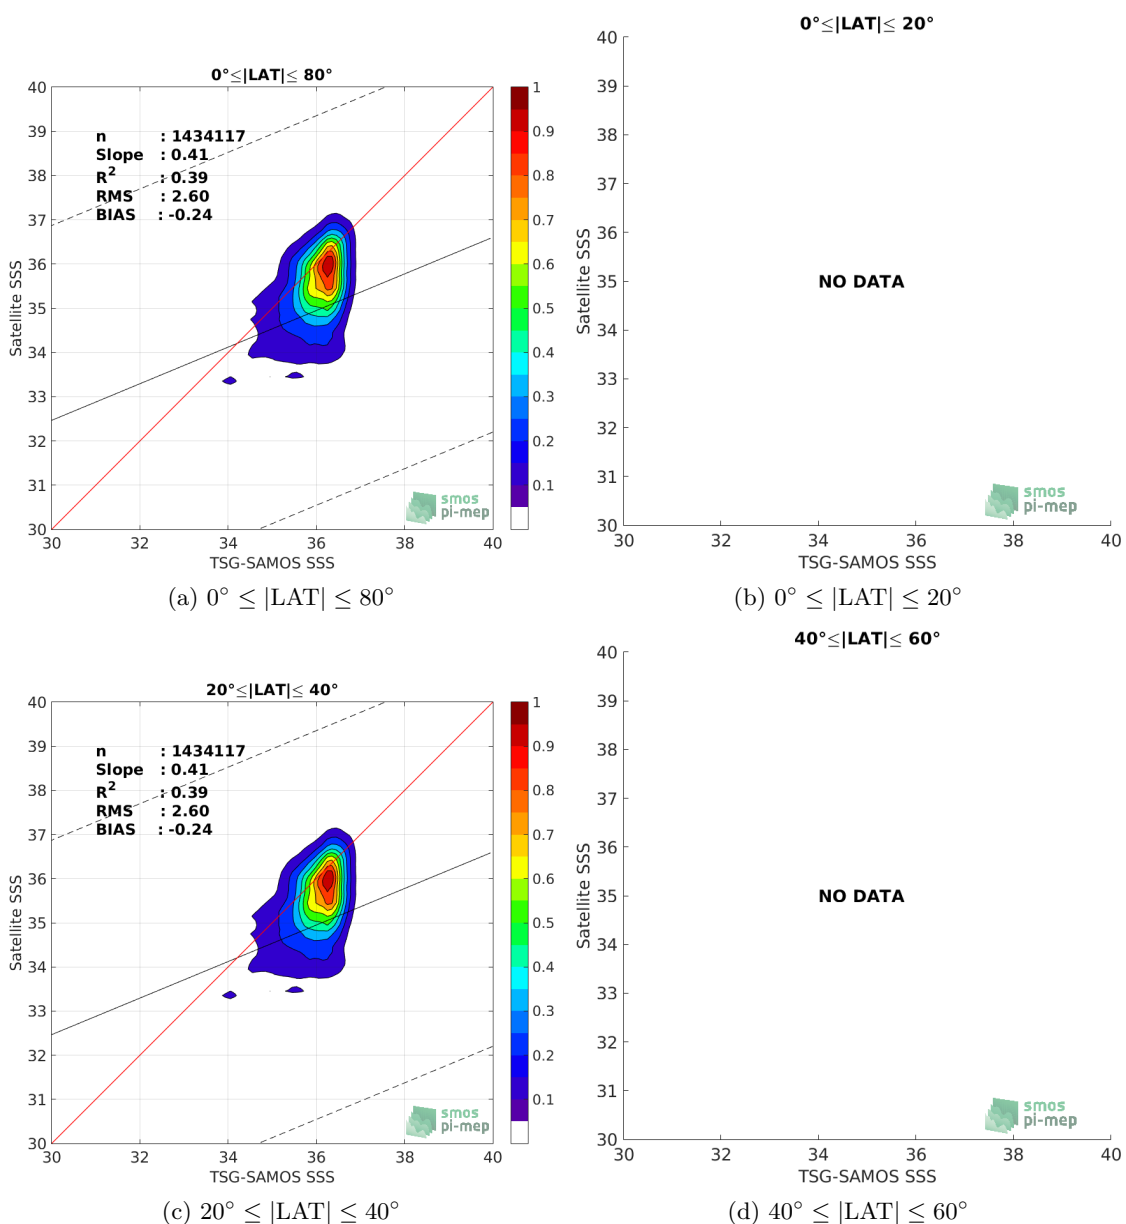 0°≤|LAT|≤ 80°
40
39
38
37
36
35
34
33
32
31
30
30
32
34
36
38
40
Satellite SSS
TSG-SAMOS SSS
n : 1434117
Slope : 0.41
R² : 0.39
RMS : 2.60
BIAS : -0.24
1
0.9
0.8
0.7
0.6
0.5
0.4
0.3
0.2
0.1
smos
pi-mep
(a) 0° ≤ |LAT| ≤ 80°
0°≤|LAT|≤ 20°
40
39
38
37
36
35
34
33
32
31
30
30
32
34
36
38
40
Satellite SSS
TSG-SAMOS SSS
NO DATA
smos
pi-mep
(b) 0° ≤ |LAT| ≤ 20°
20°≤|LAT|≤ 40°
40
39
38
37
36
35
34
33
32
31
30
30
32
34
36
38
40
Satellite SSS
TSG-SAMOS SSS
n : 1434117
Slope : 0.41
R² : 0.39
RMS : 2.60
BIAS : -0.24
1
0.9
0.8
0.7
0.6
0.5
0.4
0.3
0.2
0.1
smos
pi-mep
(c) 20° ≤ |LAT| ≤ 40°
40°≤|LAT|≤ 60°
40
39
38
37
36
35
34
33
32
31
30
30
32
34
36
38
40
Satellite SSS
TSG-SAMOS SSS
NO DATA
smos
pi-mep
(d) 40° ≤ |LAT| ≤ 60°